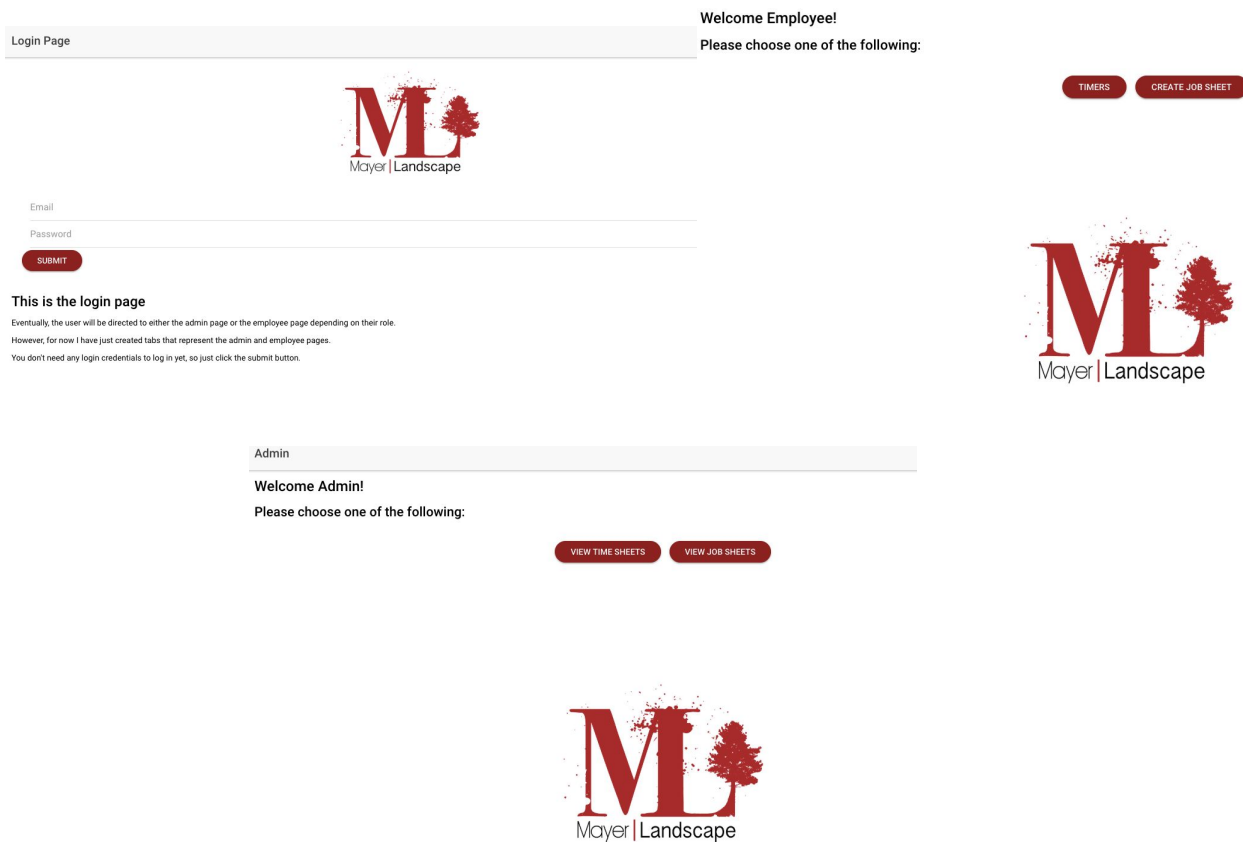 Login Page
ML
Mayer|Landscape
Email
Password
SUBMIT
This is the login page
Eventually, the user will be directed to either the admin page or the employee page depending on their role.
However, for now I have just created tabs that represent the admin and employee pages.
You don't need any login credentials to log in yet, so just click the submit button.
Welcome Employee!
Please choose one of the following:
TIMERS
CREATE JOB SHEET
ML
Mayer|Landscape
Admin
Welcome Admin!
Please choose one of the following:
VIEW TIME SHEETS
VIEW JOB SHEETS
ML
Mayer|Landscape